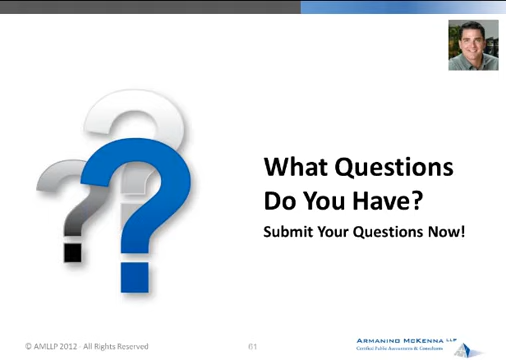 What Questions
Do You Have?
Submit Your Questions Now!
© AMLLP 2012 - All Rights Reserved
61
ARMANINO MCKENNA LLP
Certified Public Accountants & Consultants